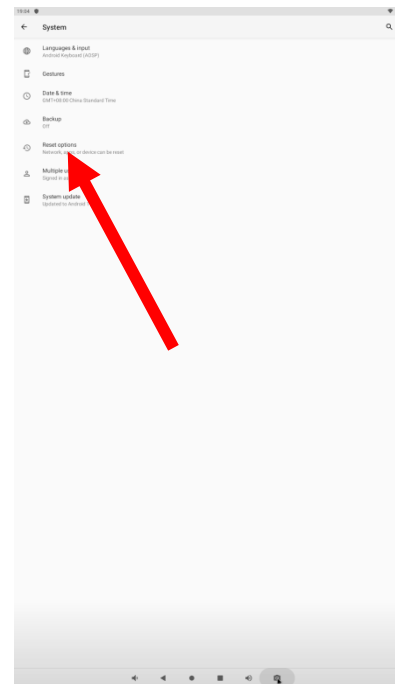 19:04
System
Languages & input
Android Keyboard (AOSP)
Gestures
Date & time
GMT+08:00 China Standard Time
Backup
Off
Reset options
Network, or device can be reset
Multiple
Signed in
System update
Updated to Android